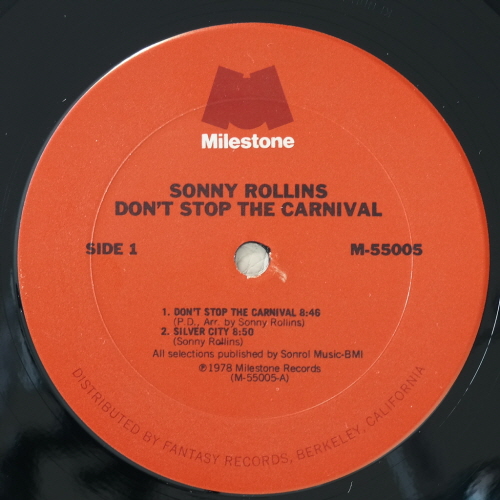 Milestone
SONNY ROLLINS
DON'T STOP THE CARNIVAL
SIDE 1
M-55005
1. DON'T STOP THE CARNIVAL 8:46
(P.D., Arr. by Sonny Rollins)
2. SILVER CITY 8:50
(Sonny Rollins)
All selections published by Sonrol Music-BMI
℗1978 Milestone Records
(M-55005-A)
DISTRIBUTED BY FANTASY RECORDS, BERKELEY, CALIFORNIA